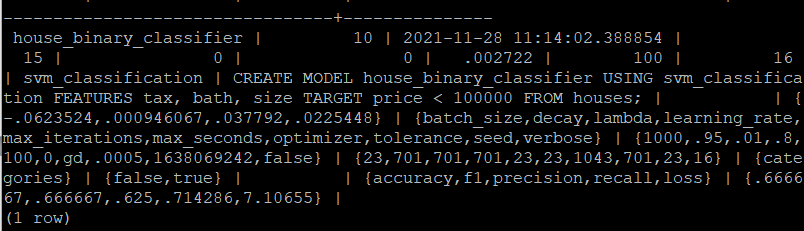 ---------------------------------+---------------
 house_binary_classifier |         10 | 2021-11-28 11:14:02.388854 |
  15 |               0 |               0 |     .002722 |         100 |         16
| svm_classification | CREATE MODEL house_binary_classifier USING svm_classifica
tion FEATURES tax, bath, size TARGET price < 100000 FROM houses; |       | {
-.0623524,.000946067,.037792,.0225448} | {batch_size,decay,lambda,learning_rate,
max_iterations,max_seconds,optimizer,tolerance,seed,verbose} | {1000,.95,.01,.8,
100,0,gd,.0005,1638069242,false} | {23,701,701,701,23,23,1043,701,23,16} | {cate
gories} | {false,true} |          | {accuracy,f1,precision,recall,loss} | {.6666
67,.666667,.625,.714286,7.10655} |
(1 row)